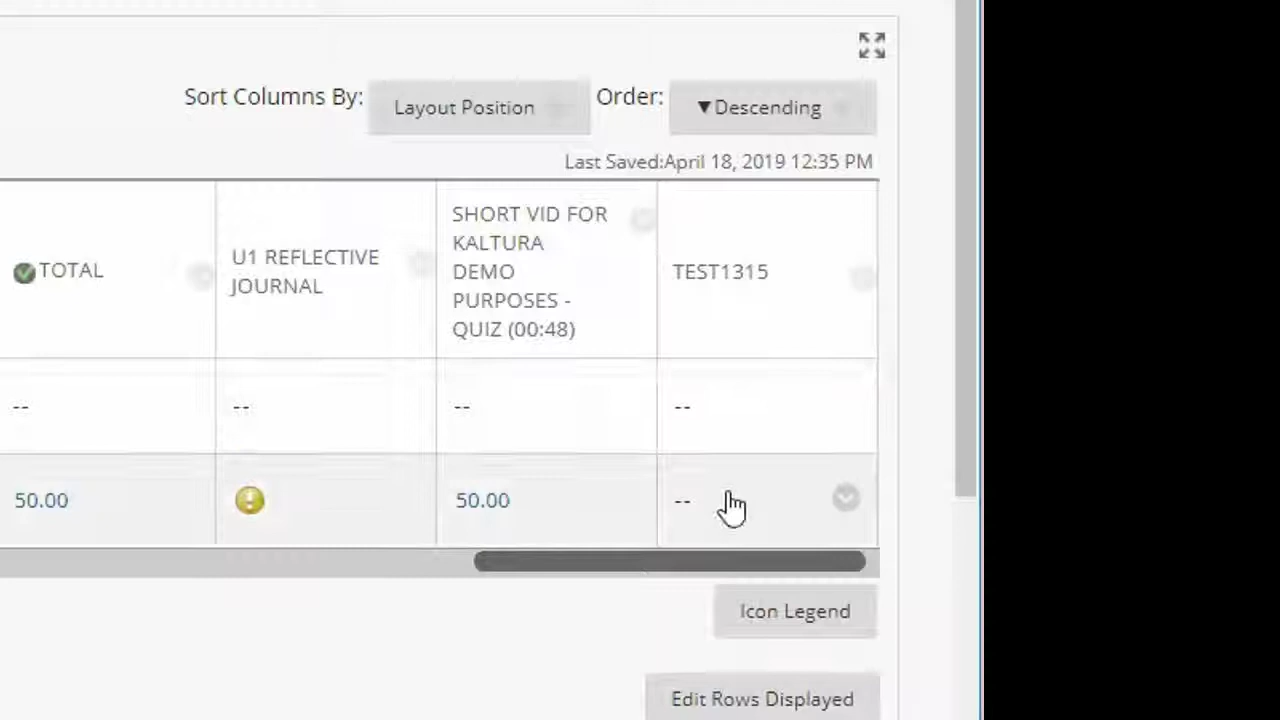 Sort Columns By: Layout Position Order: ▼Descending
Last Saved:April 18, 2019 12:35 PM
TOTAL
U1 REFLECTIVE
JOURNAL
SHORT VID FOR
KALTURA
DEMO
PURPOSES -
QUIZ (00:48)
TEST1315
-- -- -- --
50.00 50.00 --
Icon Legend
Edit Rows Displayed